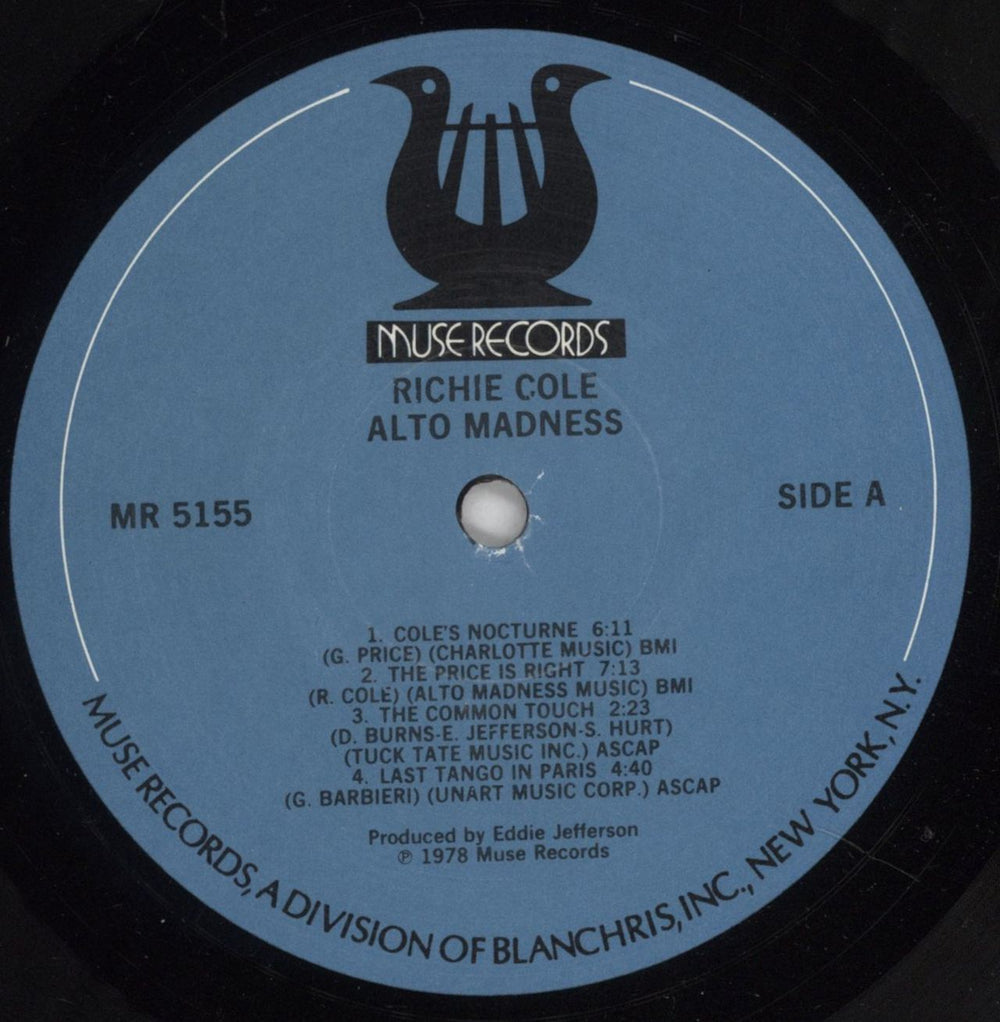 MUSE RECORDS
RICHIE COLE
ALTO MADNESS
MR 5155
SIDE A
1. COLE'S NOCTURNE 6:11
(G. PRICE) (CHARLOTTE MUSIC) BMI
2. THE PRICE IS RIGHT 7:13
(R. COLE) (ALTO MADNESS MUSIC) BMI
3. THE COMMON TOUCH 2:23
(D. BURNS-E. JEFFERSON-S. HURT)
(TUCK TATE MUSIC INC.) ASCAP
4. LAST TANGO IN PARIS 4:40
(G. BARBIERI) (UNART MUSIC CORP.) ASCAP
Produced by Eddie Jefferson
℗ 1978 Muse Records
MUSE RECORDS, A DIVISION OF BLANCHRIS, INC., NEW YORK, N.Y.